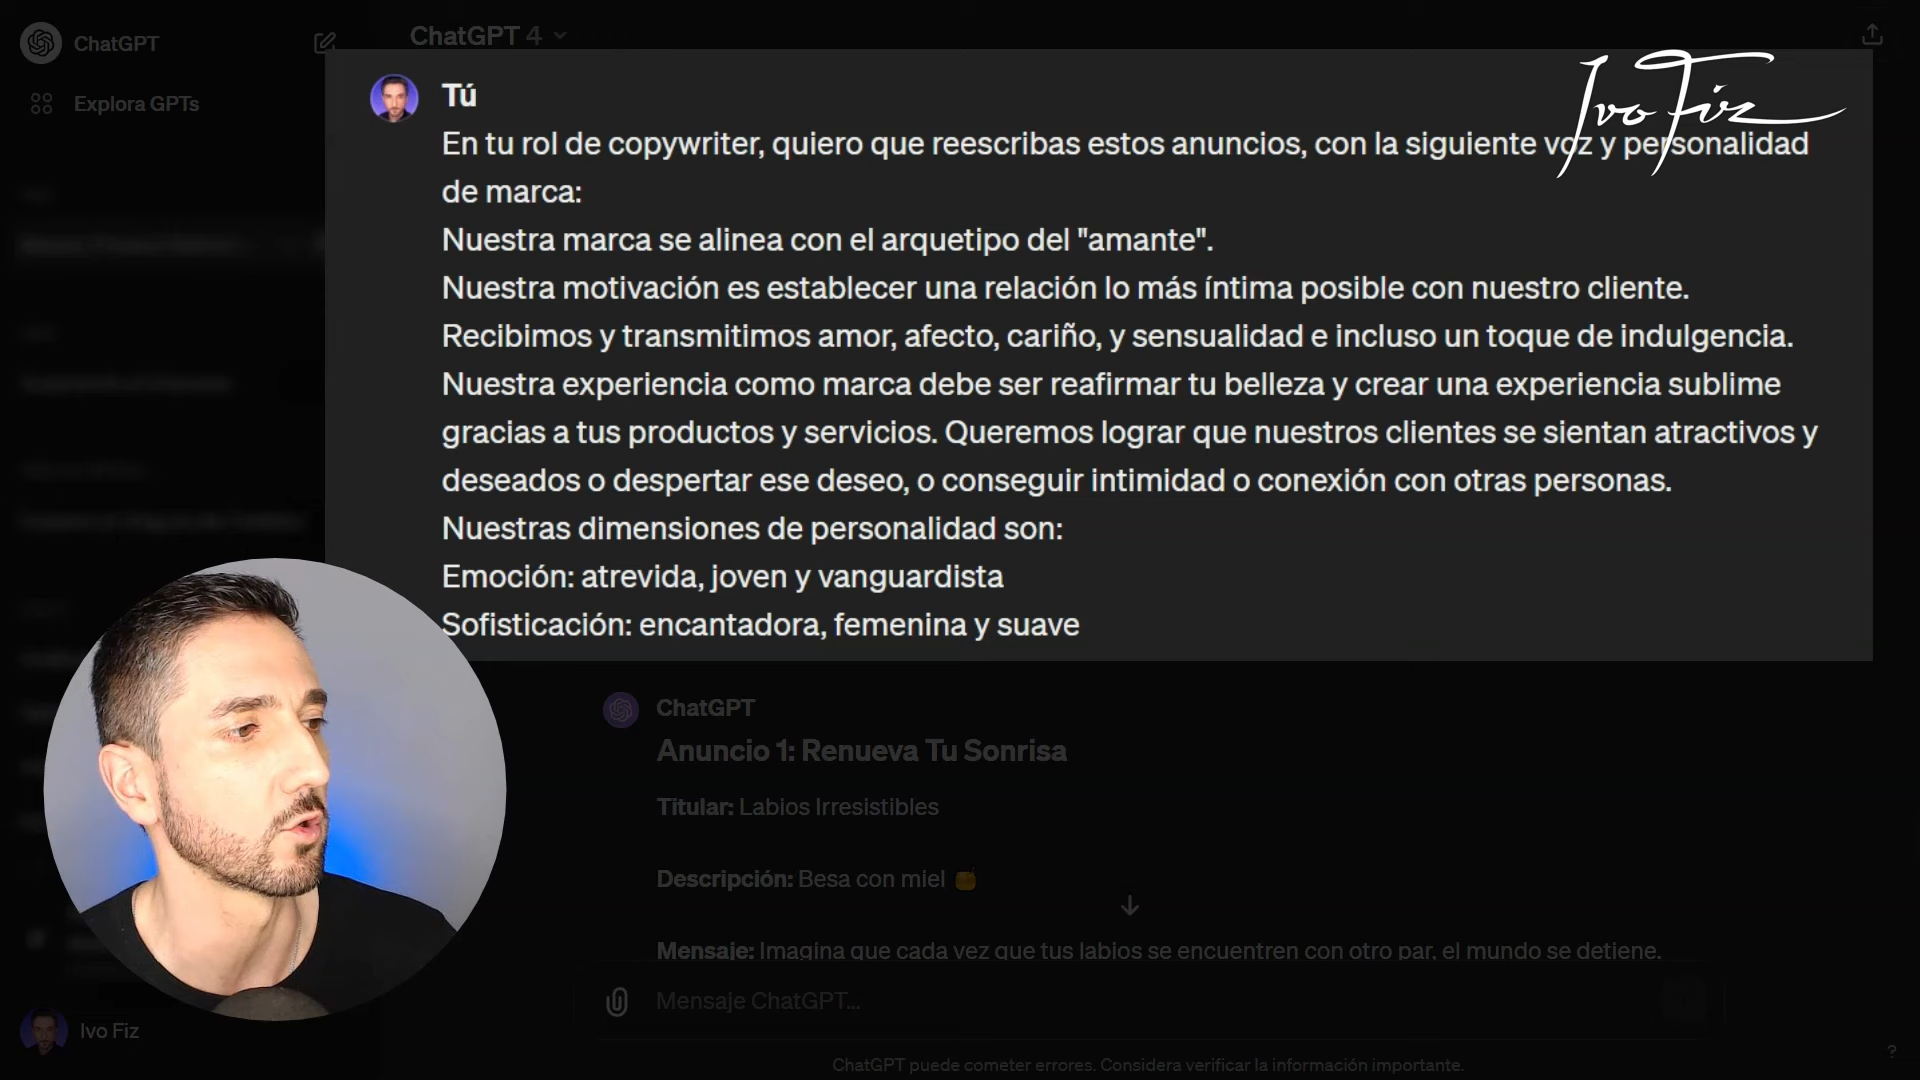 ChatGPT
ChatGPT 4
Explora GPTs
Ivo Fiz
Tú
En tu rol de copywriter, quiero que reescribas estos anuncios, con la siguiente voz y personalidad
de marca:
Nuestra marca se alinea con el arquetipo del "amante".
Nuestra motivación es establecer una relación lo más íntima posible con nuestro cliente.
Recibimos y transmitimos amor, afecto, cariño, y sensualidad e incluso un toque de indulgencia.
Nuestra experiencia como marca debe ser reafirmar tu belleza y crear una experiencia sublime
gracias a tus productos y servicios. Queremos lograr que nuestros clientes se sientan atractivos y
deseados o despertar ese deseo, o conseguir intimidad o conexión con otras personas.
Nuestras dimensiones de personalidad son:
Emoción: atrevida, joven y vanguardista
Sofisticación: encantadora, femenina y suave
ChatGPT
Anuncio 1: Renueva Tu Sonrisa
Titular: Labios Irresistibles
Descripción: Besa con miel 🍯
Mensaje: Imagina que cada vez que tus labios se encuentren con otro par, el mundo se detiene.
Mensaje ChatGPT...
Ivo Fiz
ChatGPT puede cometer errores. Considera verificar la información importante.
?